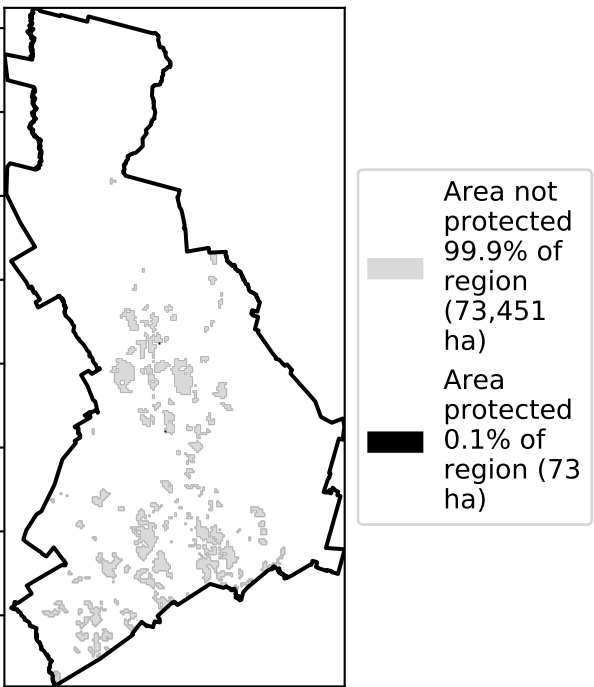 Area not
protected
99.9% of
region
(73,451
ha)
Area
protected
0.1% of
region (73
ha)